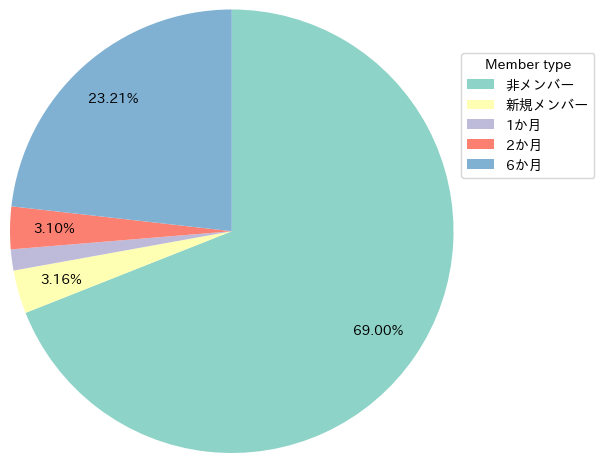 Member type
非メンバー
新規メンバー
1か月
2か月
6か月
23.21%
3.10%
3.16%
69.00%